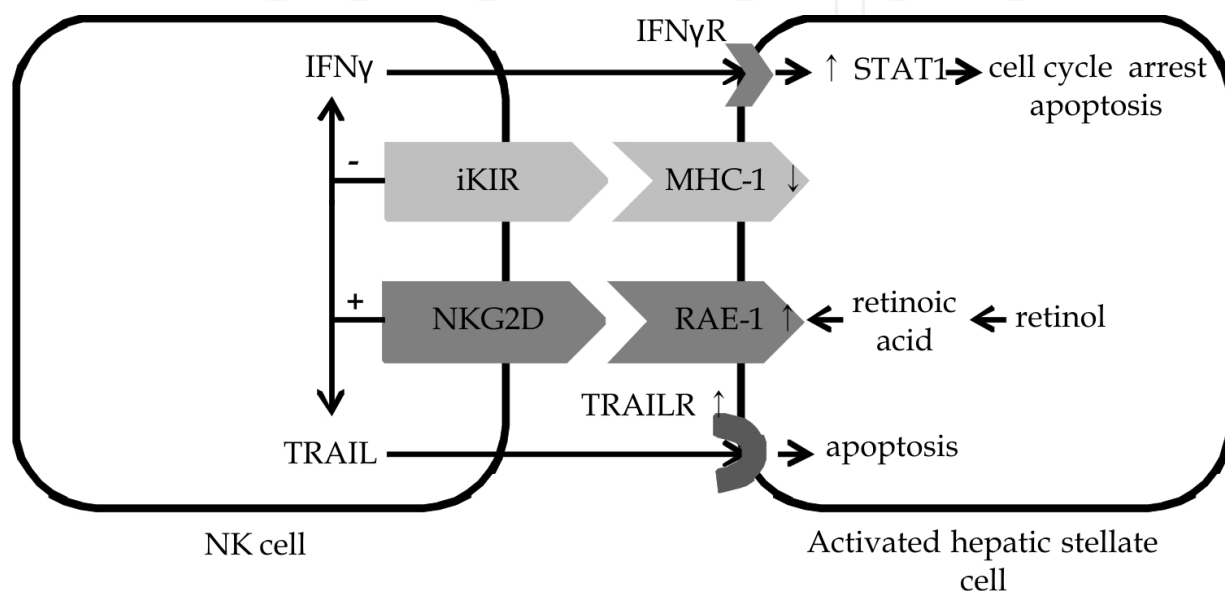 IFNγR
IFNγ
↑ STAT1
cell cycle arrest
apoptosis
-
iKIR
MHC-1 ↓
+
NKG2D
RAE-1 ↑
retinoic
acid
retinol
TRAILR ↑
TRAIL
apoptosis
NK cell
Activated hepatic stellate
cell